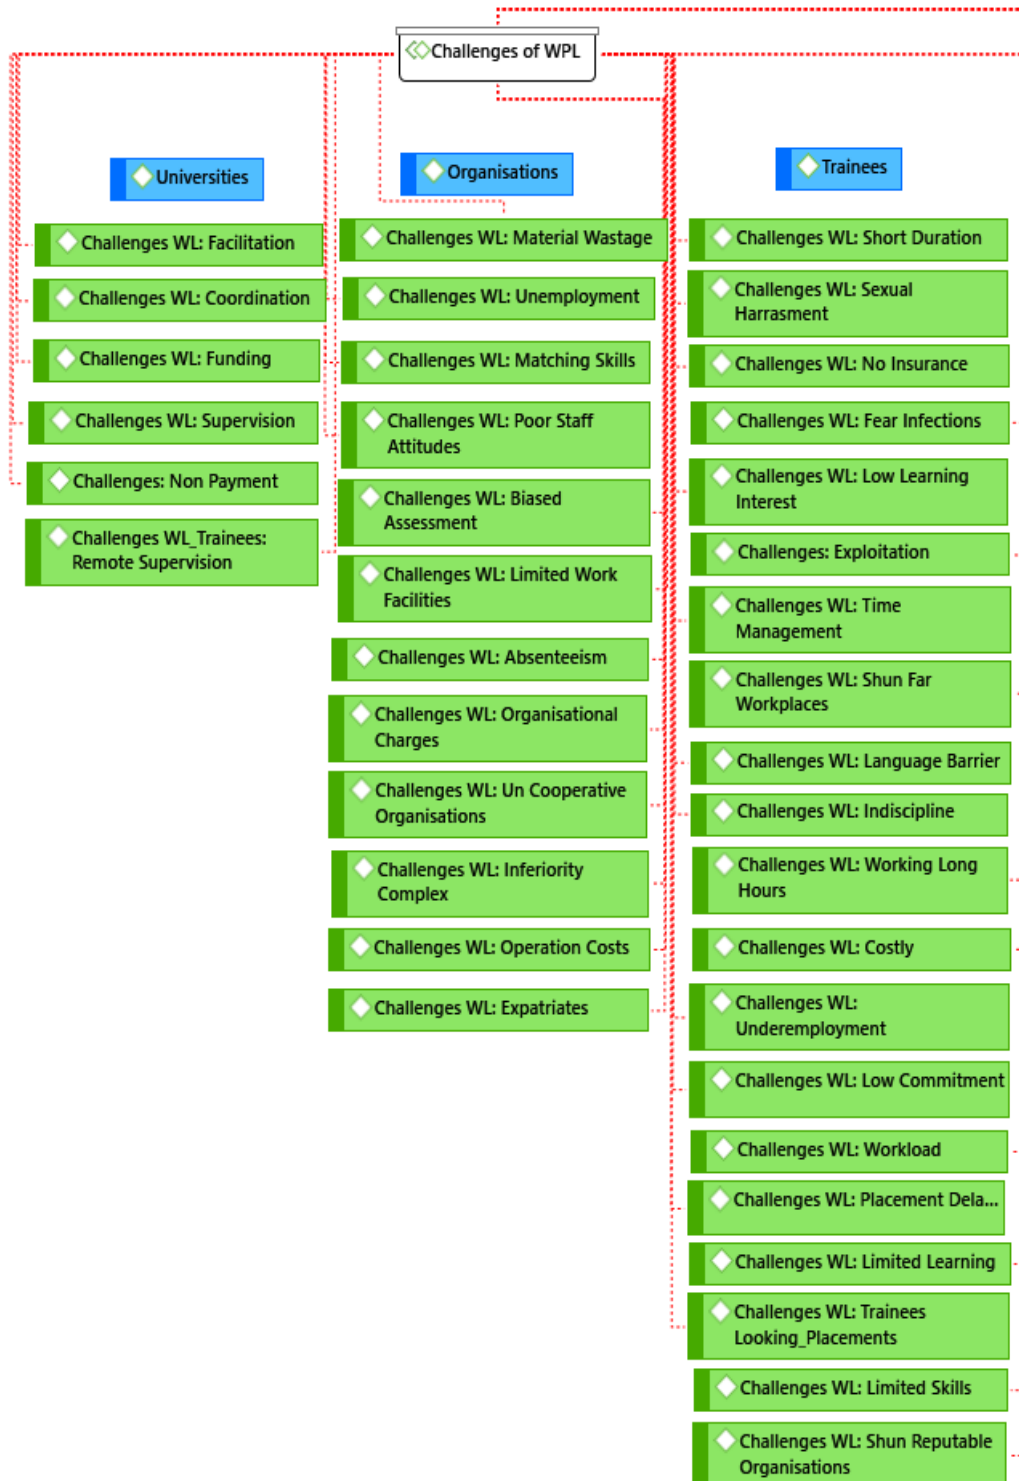 Challenges of WPL
Universities
Challenges WL: Facilitation
Challenges WL: Coordination
Challenges WL: Funding
Challenges WL: Supervision
Challenges: Non Payment
Challenges WL_Trainees:
Remote Supervision
Organisations
Challenges WL: Material Wastage
Challenges WL: Unemployment
Challenges WL: Matching Skills
Challenges WL: Poor Staff
Attitudes
Challenges WL: Biased
Assessment
Challenges WL: Limited Work
Facilities
Challenges WL: Absenteeism
Challenges WL: Organisational
Charges
Challenges WL: Un Cooperative
Organisations
Challenges WL: Inferiority
Complex
Challenges WL: Operation Costs
Challenges WL: Expatriates
Trainees
Challenges WL: Short Duration
Challenges WL: Sexual
Harrasment
Challenges WL: No Insurance
Challenges WL: Fear Infections
Challenges WL: Low Learning
Interest
Challenges: Exploitation
Challenges WL: Time
Management
Challenges WL: Shun Far
Workplaces
Challenges WL: Language Barrier
Challenges WL: Indiscipline
Challenges WL: Working Long
Hours
Challenges WL: Costly
Challenges WL:
Underemployment
Challenges WL: Low Commitment
Challenges WL: Workload
Challenges WL: Placement Dela...
Challenges WL: Limited Learning
Challenges WL: Trainees
Looking_Placements
Challenges WL: Limited Skills
Challenges WL: Shun Reputable
Organisations